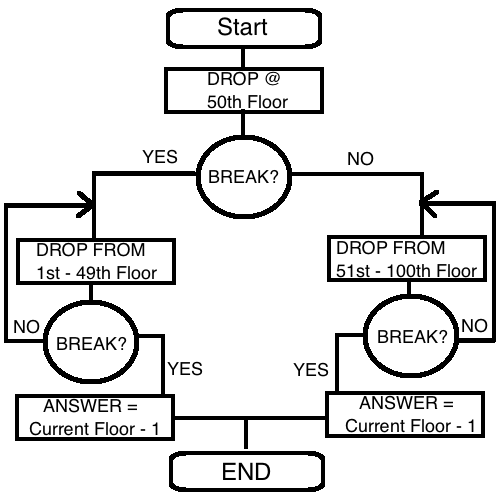 Start
DROP @
50th Floor
YES
NO
BREAK?
DROP FROM
1st - 49th Floor
DROP FROM
51st - 100th Floor
NO
BREAK?
YES
YES
BREAK?
NO
ANSWER =
Current Floor - 1
ANSWER =
Current Floor - 1
END